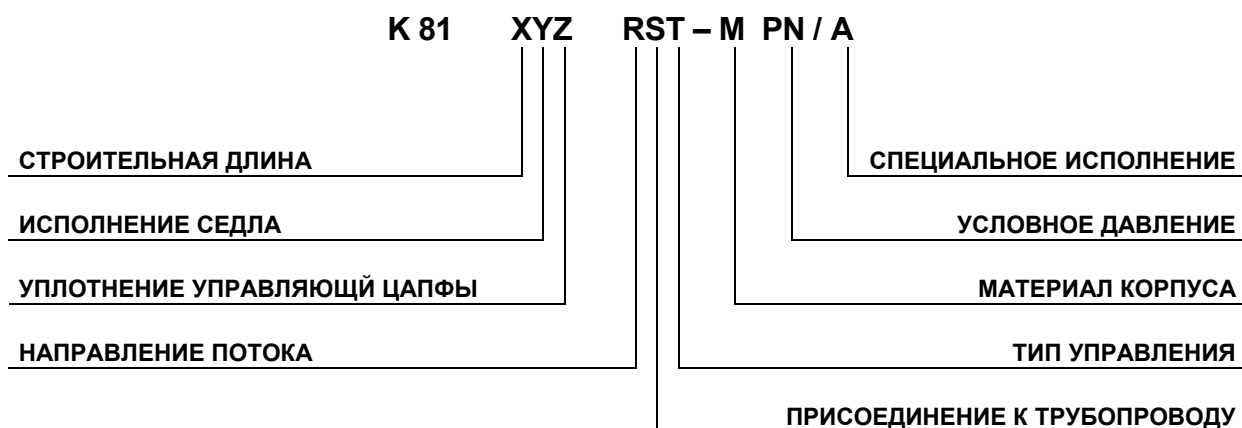 K 81 XYZ RST – M PN / A
СТРОИТЕЛЬНАЯ ДЛИНА
СПЕЦИАЛЬНОЕ ИСПОЛНЕНИЕ
ИСПОЛНЕНИЕ СЕДЛА
УСЛОВНОЕ ДАВЛЕНИЕ
УПЛОТНЕНИЕ УПРАВЛЯЮЩЙ ЦАПФЫ
МАТЕРИАЛ КОРПУСА
НАПРАВЛЕНИЕ ПОТОКА
ТИП УПРАВЛЕНИЯ
ПРИСОЕДИНЕНИЕ К ТРУБОПРОВОДУ